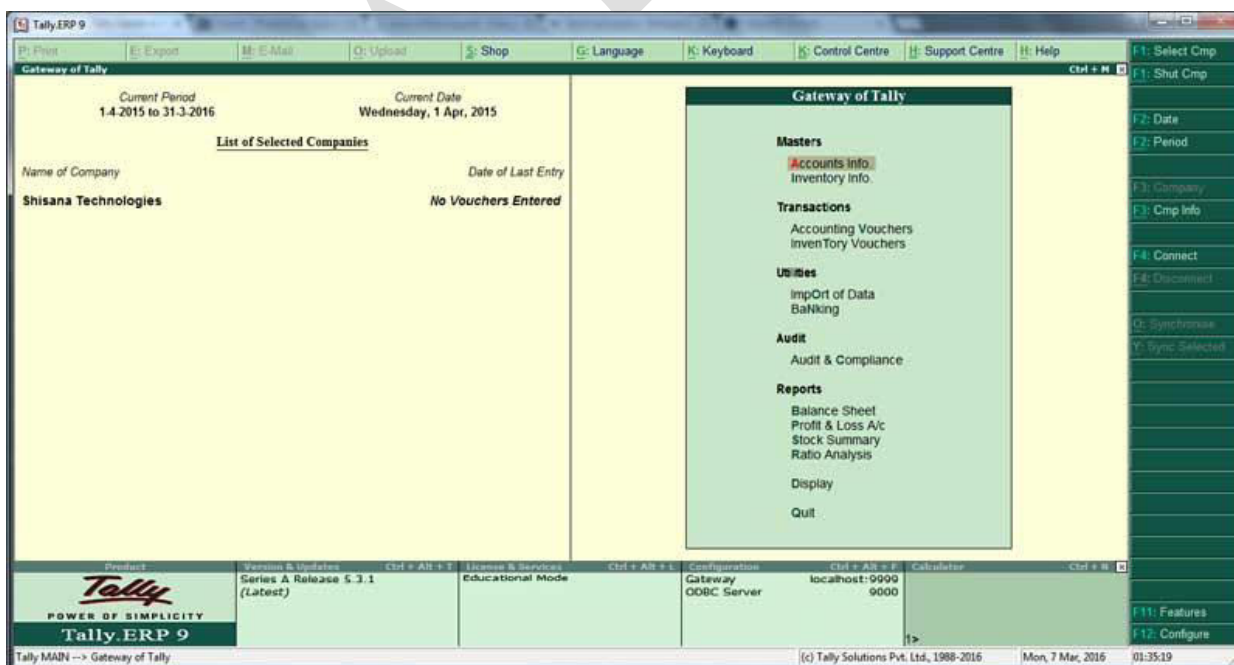 Tally.ERP 9
P: Print E: Export M: E-Mail O: Upload S: Shop G: Language K: Keyboard K: Control Centre H: Support Centre H: Help
Gateway of Tally Ctrl + M
Current Period Current Date
1-4-2015 to 31-3-2016 Wednesday, 1 Apr, 2015
List of Selected Companies
Name of Company Date of Last Entry
Shisana Technologies No Vouchers Entered
Gateway of Tally
Masters
Accounts Info.
Inventory Info.
Transactions
Accounting Vouchers
InvenTory Vouchers
Utilities
ImpOrt of Data
BaNking
Audit
Audit & Compliance
Reports
Balance Sheet
Profit & Loss A/c
Stock Summary
Ratio Analysis
Display
Quit
F1: Select Cmp
F1: Shut Cmp
F2: Date
F2: Period
F3: Company
F3: Cmp Info
F4: Connect
F4: Disconnect
O: Synchronise
Y: Sync Selected
F11: Features
F12: Configure
Product
Tally
POWER OF SIMPLICITY
Tally.ERP 9
Version & Updates Ctrl + Alt + T
Series A Release 5.3.1
(Latest)
License & Services Ctrl + Alt + L
Educational Mode
Configuration Ctrl + Alt + F
Gateway localhost:9999
ODBC Server 9000
Calculator Ctrl + N
1>
Tally MAIN --> Gateway of Tally (c) Tally Solutions Pvt. Ltd., 1988-2016 Mon, 7 Mar, 2016 01:35:19